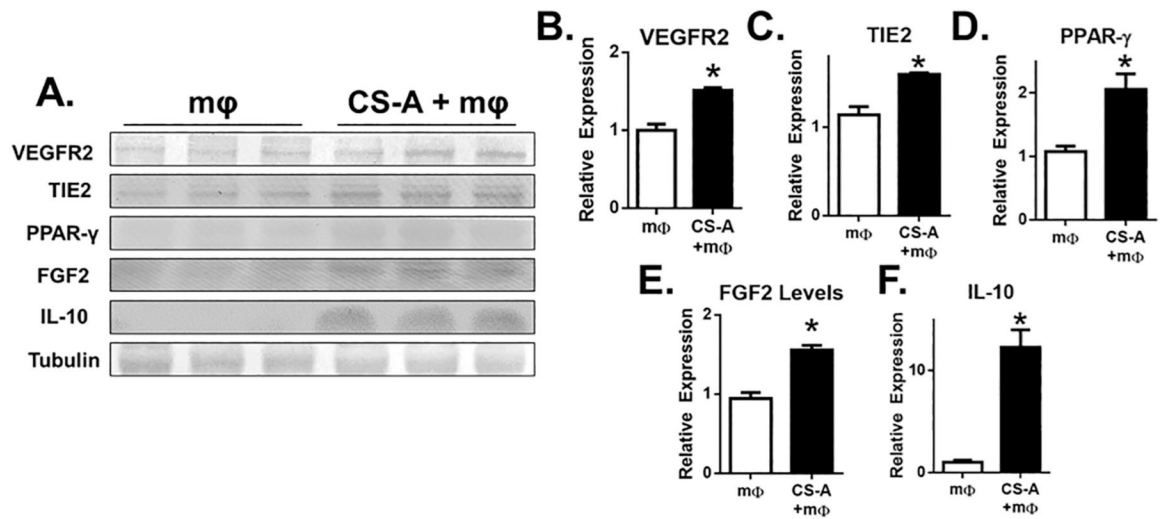 A.
mφ CS-A + mφ
VEGFR2
TIE2
PPAR-γ
FGF2
IL-10
Tubulin
B.
VEGFR2
Relative Expression
2
1
0
*
mΦ CS-A
+mΦ
C.
TIE2
Relative Expression
1
0
*
mΦ CS-A
+mΦ
D.
PPAR-γ
Relative Expression
2
1
0
*
mΦ CS-A
+mΦ
E.
FGF2 Levels
Relative Expression
2
1
0
*
mΦ CS-A
+mΦ
F.
IL-10
Relative Expression
10
0
*
mΦ CS-A
+mΦ